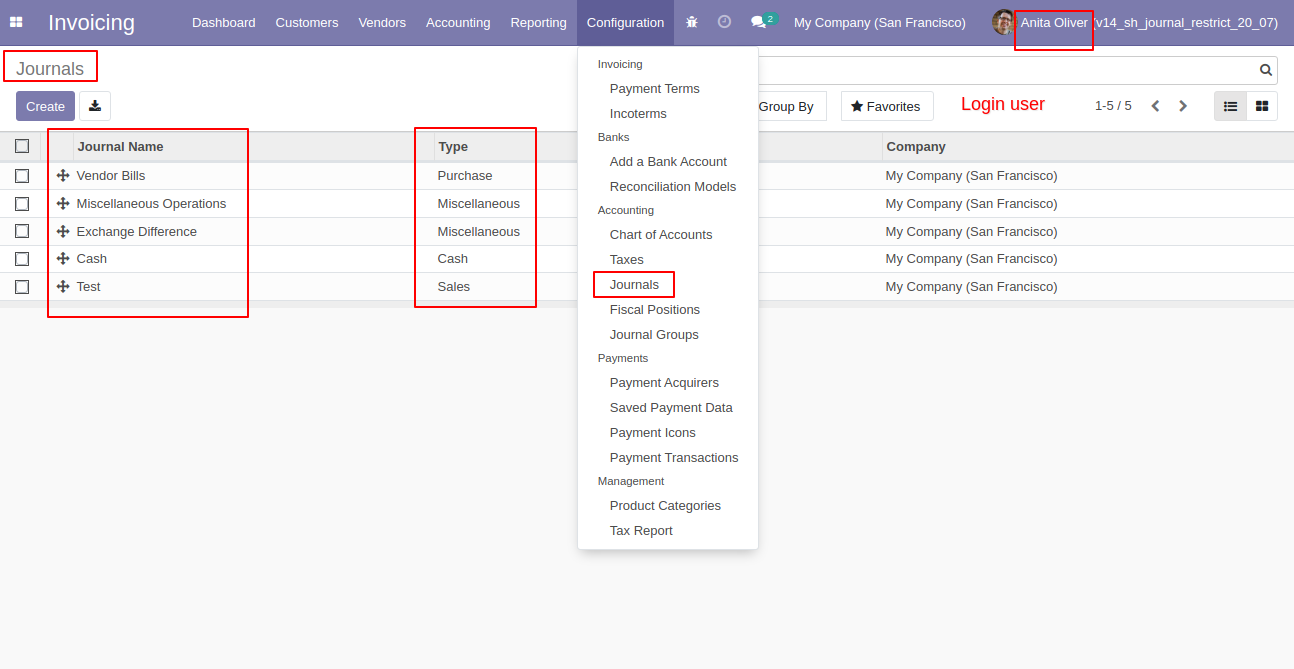 Invoicing Dashboard Customers Vendors Accounting Reporting Configuration 2 My Company (San Francisco) Anita Oliver (v14_sh_journal_restrict_20_07)
Journals
Create Group By Favorites Login user 1-5 / 5
Journal Name Type Company
Vendor Bills Purchase My Company (San Francisco)
Miscellaneous Operations Miscellaneous My Company (San Francisco)
Exchange Difference Miscellaneous My Company (San Francisco)
Cash Cash My Company (San Francisco)
Test Sales My Company (San Francisco)
Invoicing
Payment Terms
Incoterms
Banks
Add a Bank Account
Reconciliation Models
Accounting
Chart of Accounts
Taxes
Journals
Fiscal Positions
Journal Groups
Payments
Payment Acquirers
Saved Payment Data
Payment Icons
Payment Transactions
Management
Product Categories
Tax Report